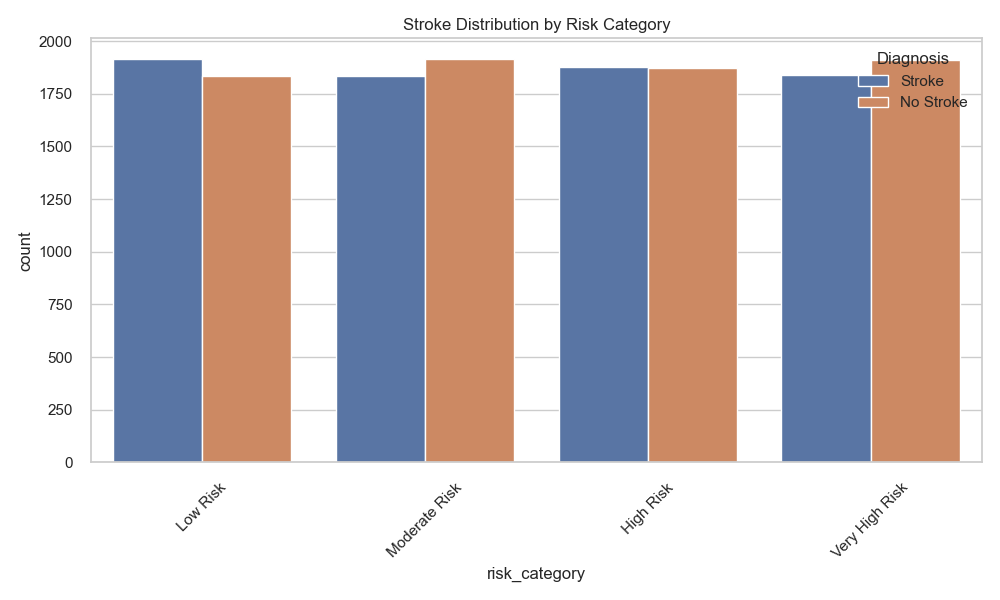 Stroke Distribution by Risk Category
2000
1750
1500
1250
1000
750
500
250
0
count
Diagnosis
Stroke
No Stroke
Low Risk
Moderate Risk
High Risk
Very High Risk
risk_category